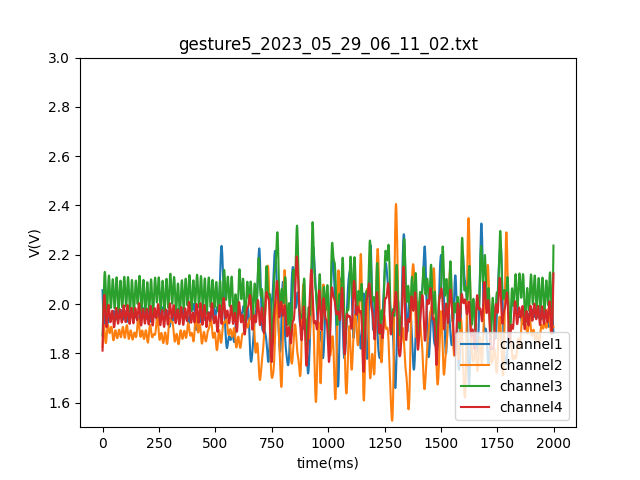 gesture5_2023_05_29_06_11_02.txt
3.0
2.8
2.6
2.4
2.2
2.0
1.8
1.6
V(V)
channel1
channel2
channel3
channel4
0 250 500 750 1000 1250 1500 1750 2000
time(ms)